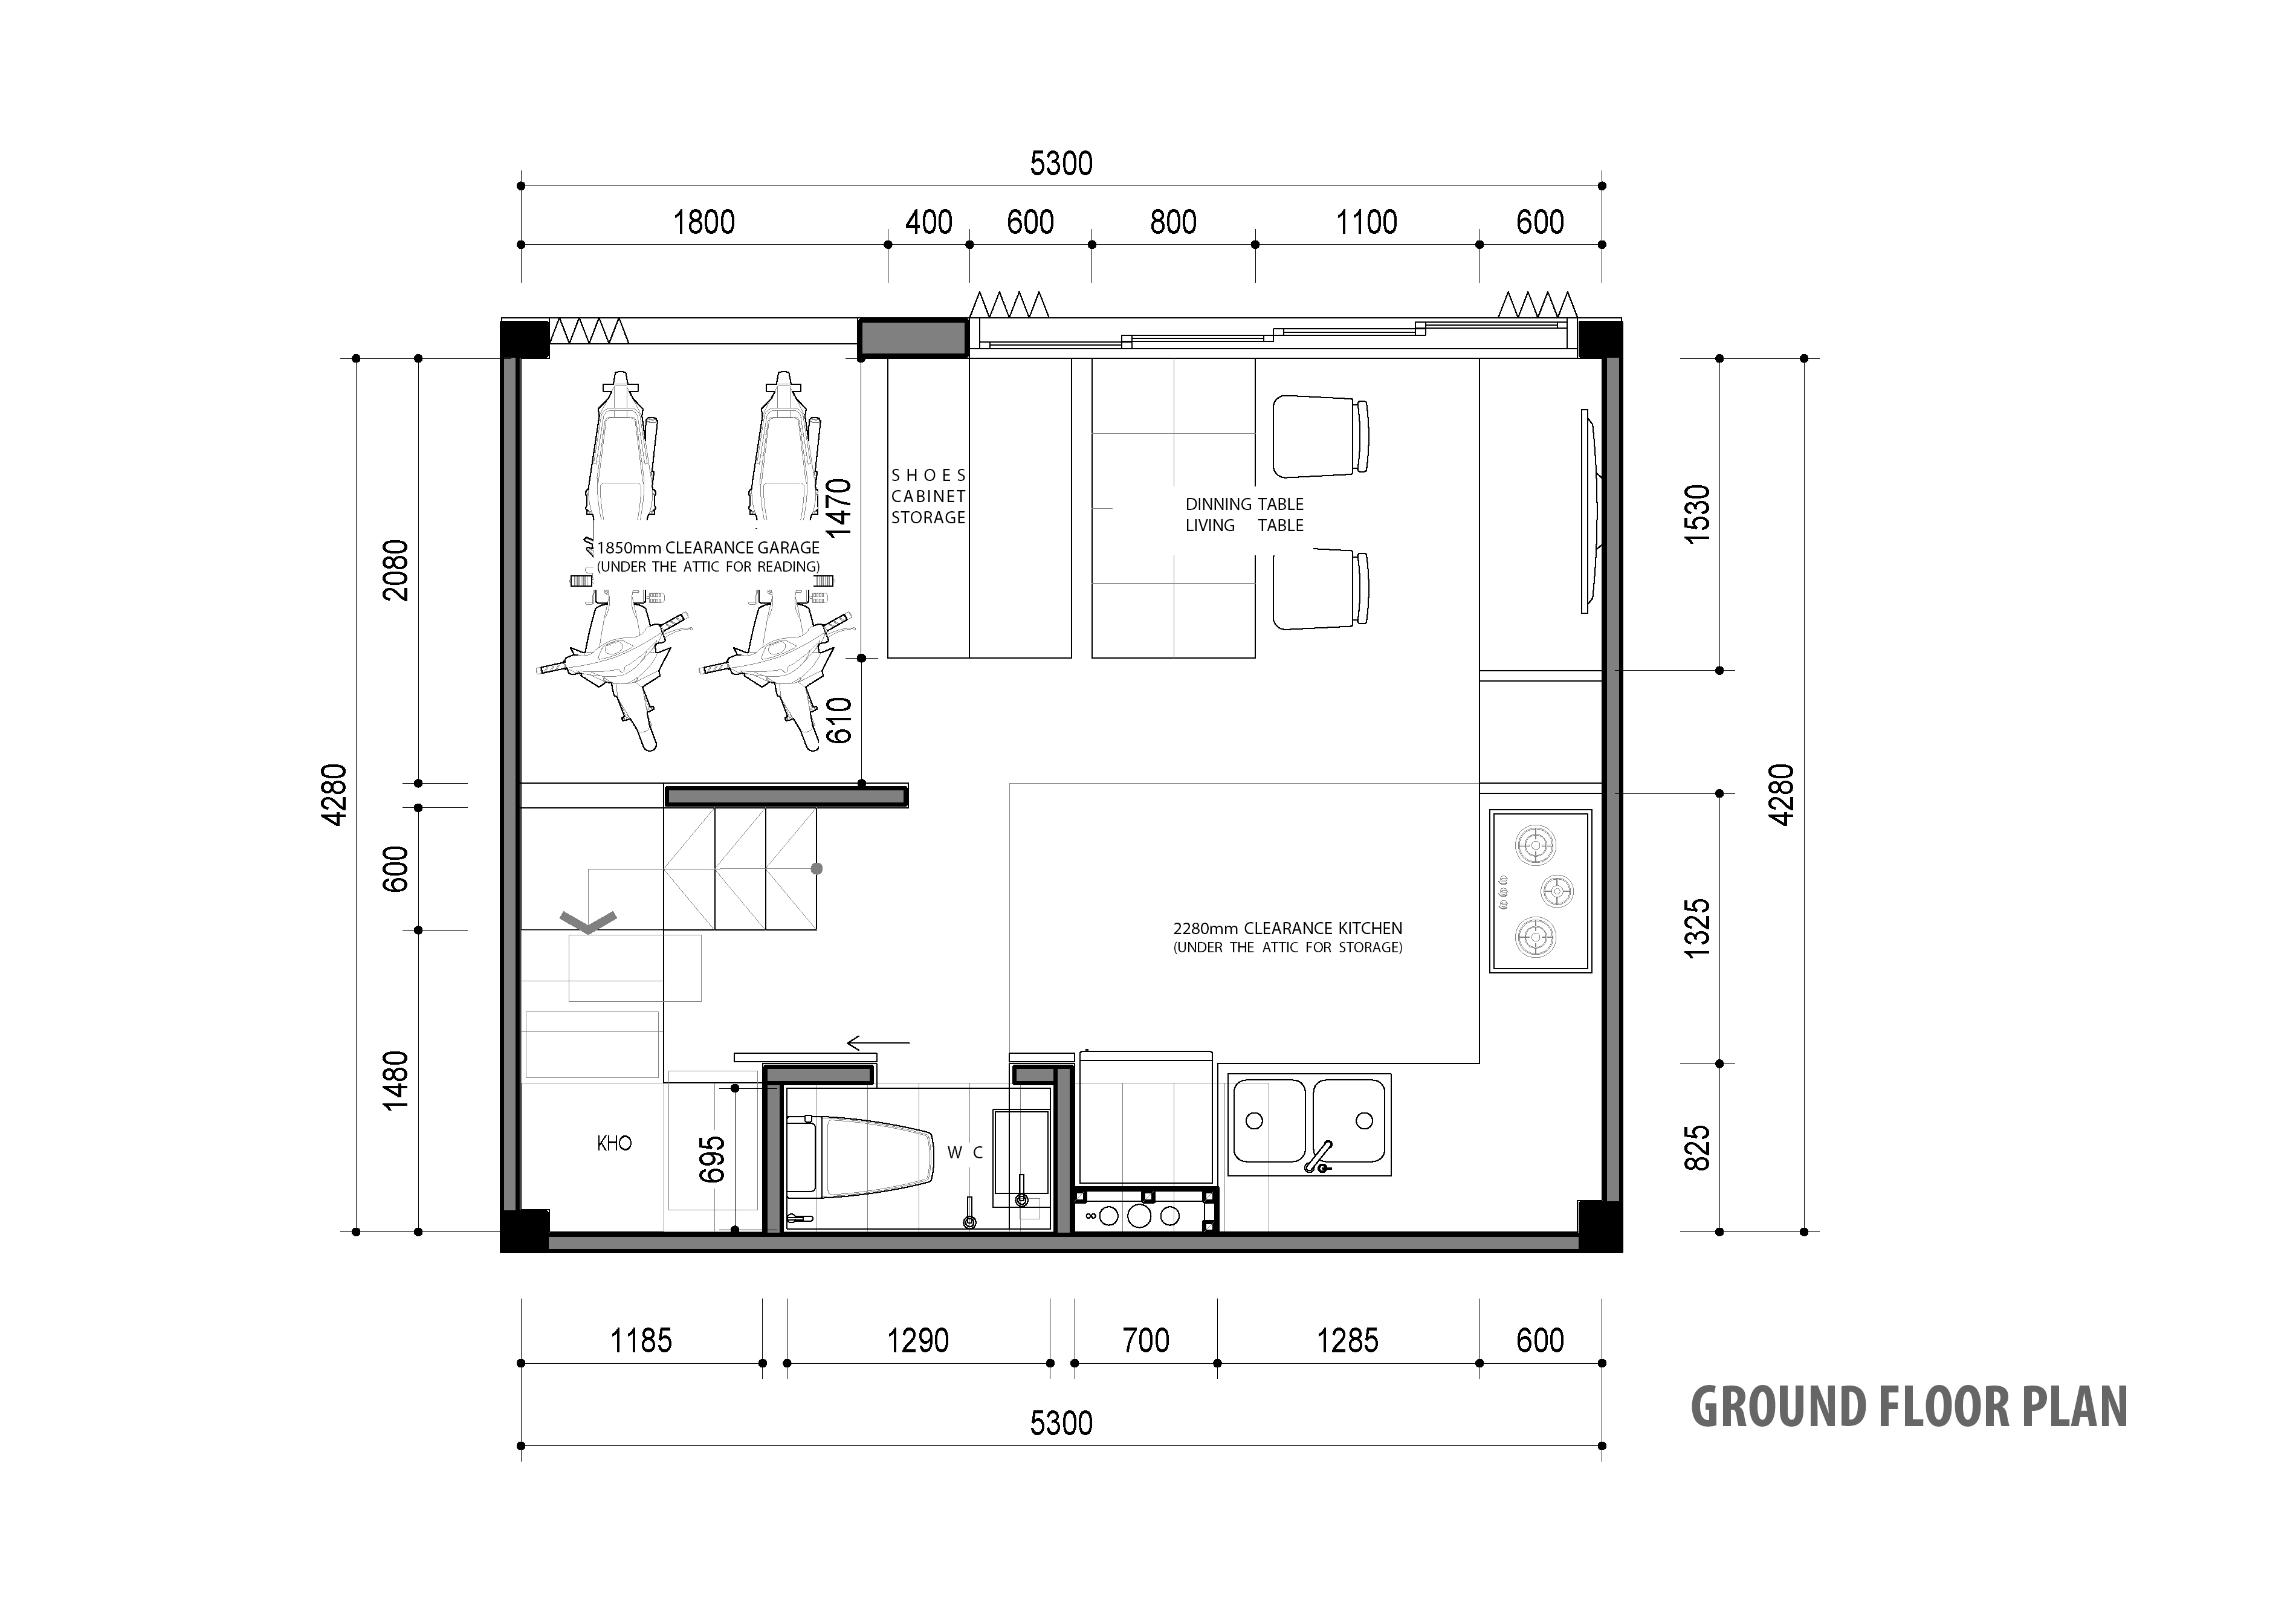 5300
1800 400 600 800 1100 600
SHOES
CABINET
STORAGE
1470
DINNING TABLE
LIVING TABLE
1530
1850mm CLEARANCE GARAGE
(UNDER THE ATTIC FOR READING)
2080
610
4280
4280
600
1325
2280mm CLEARANCE KITCHEN
(UNDER THE ATTIC FOR STORAGE)
1480
KHO
695
W C
825
1185 1290 700 1285 600
5300
GROUND FLOOR PLAN